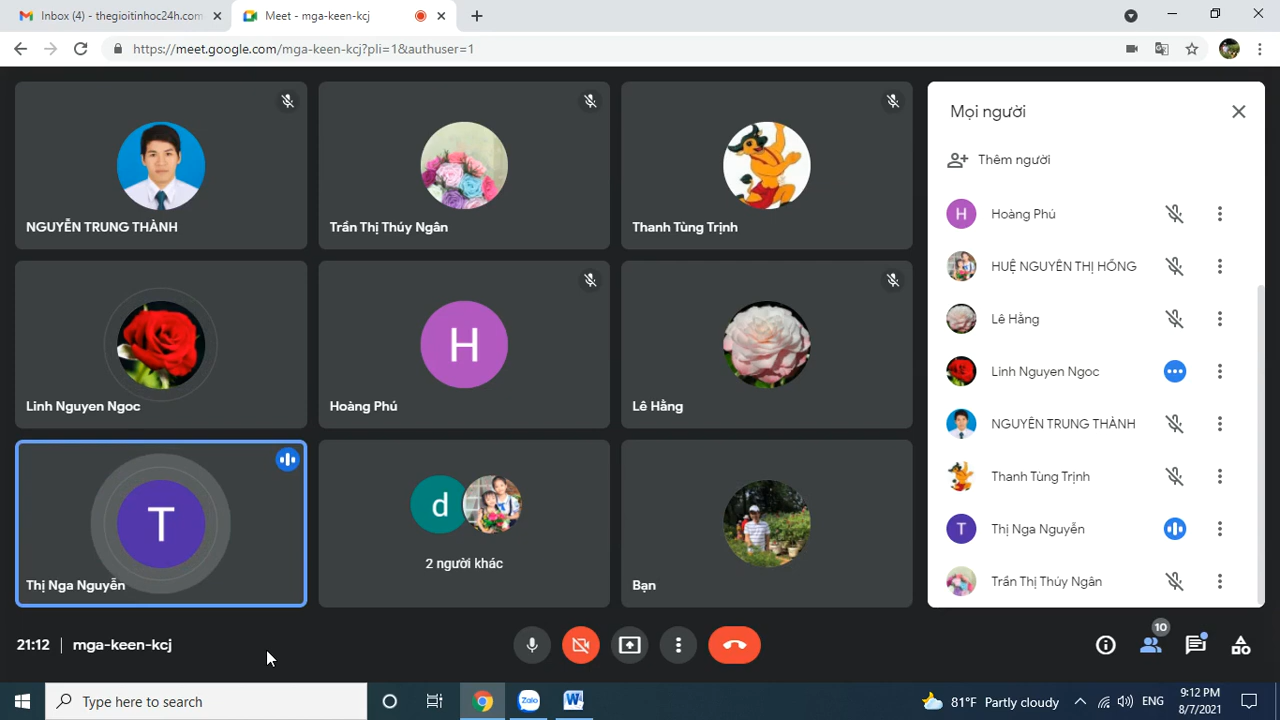 Inbox (4) - thegioitinhoc24h.com
Meet - mga-keen-kcj
https://meet.google.com/mga-keen-kcj?pli=1&authuser=1
NGUYỄN TRUNG THÀNH
Trần Thị Thúy Ngân
Thanh Tùng Trịnh
Linh Nguyen Ngoc
H
Hoàng Phú
Lê Hằng
T
Thị Nga Nguyễn
d
2 người khác
Bạn
Mọi người
Thêm người
H Hoàng Phú
HUỆ NGUYỄN THỊ HỒNG
Lê Hằng
Linh Nguyen Ngoc
NGUYỄN TRUNG THÀNH
Thanh Tùng Trịnh
T Thị Nga Nguyễn
Trần Thị Thúy Ngân
21:12 | mga-keen-kcj
10
Type here to search
Zalo
W
81°F Partly cloudy
ENG
9:12 PM
8/7/2021